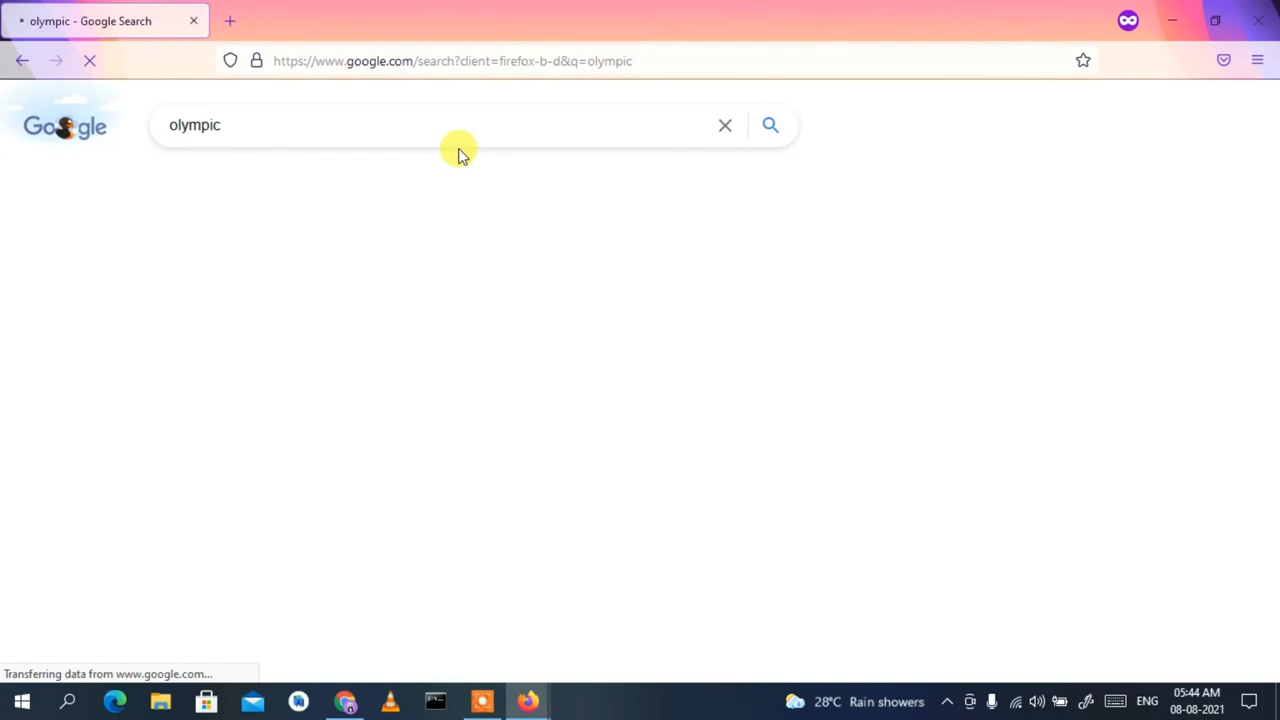 olympic - Google Search
https://www.google.com/search?client=firefox-b-d&q=olympic
Google
olympic
Transferring data from www.google.com...
28°C Rain showers
ENG
05:44 AM
08-08-2021